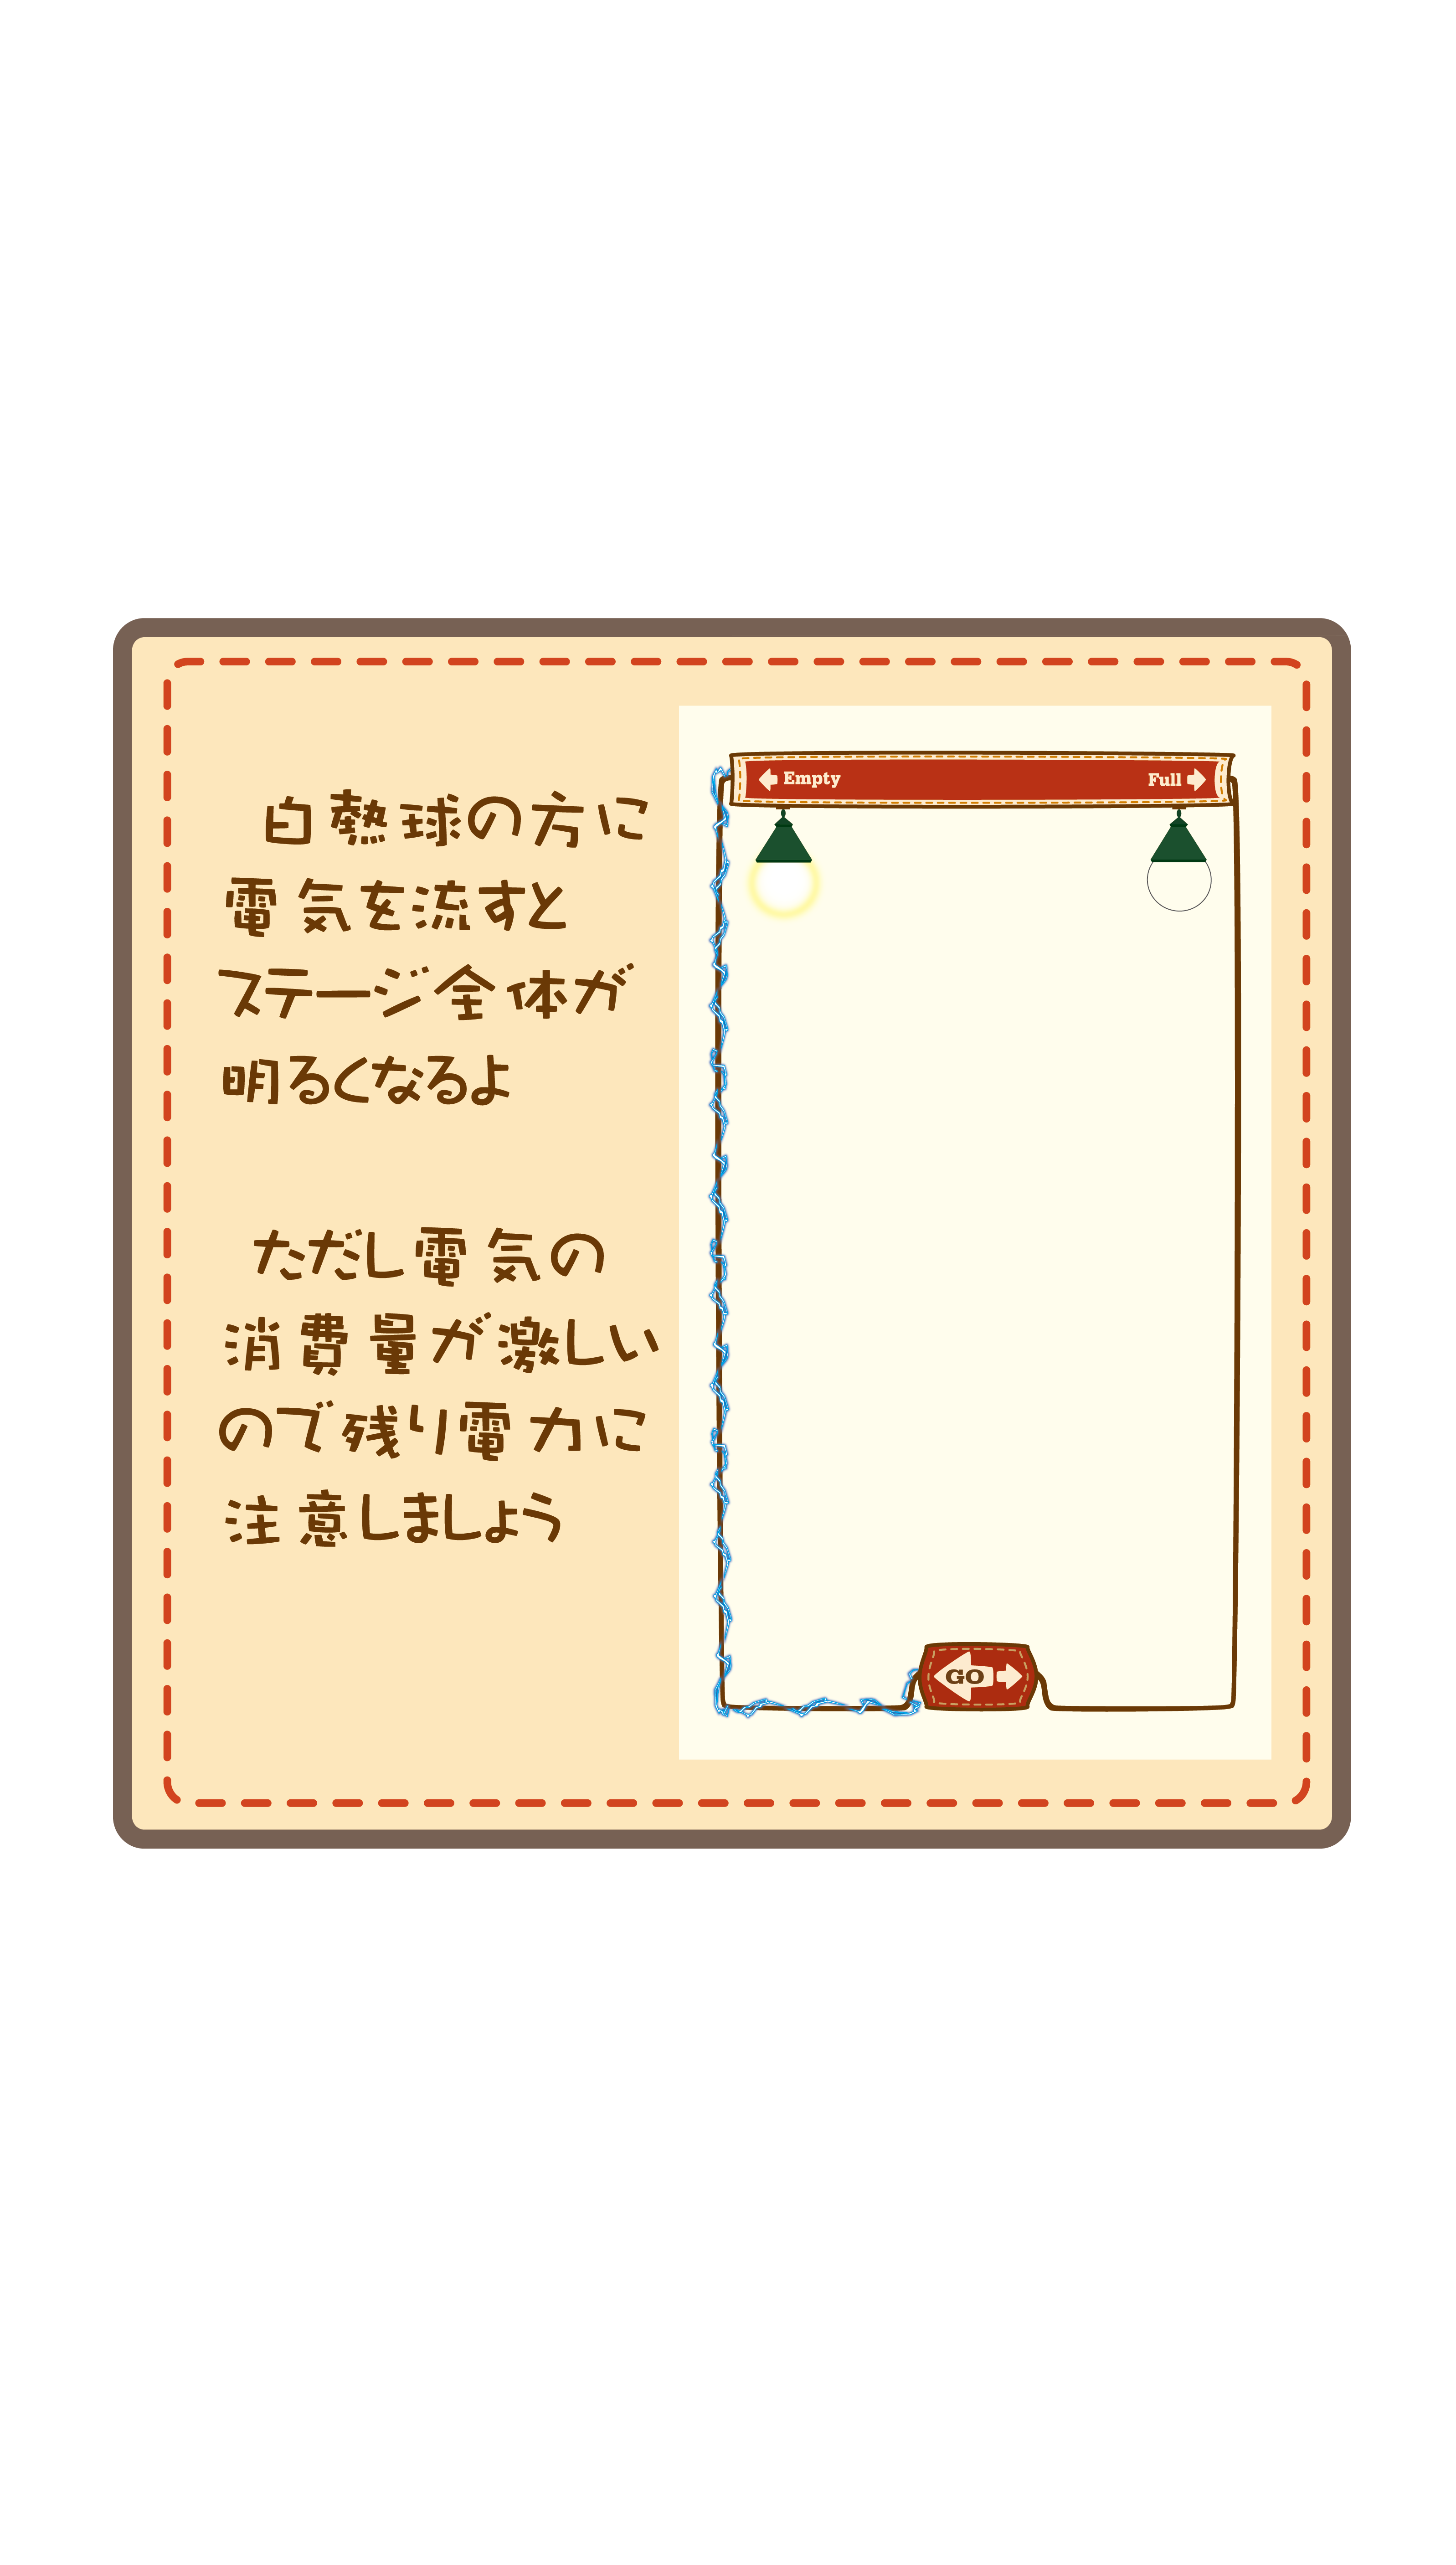 白熱球の方に
電気を流すと
ステージ全体が
明るくなるよ
ただし電気の
消費量が激しい
ので残り電力に
注意しましょう
Empty
Full
GO